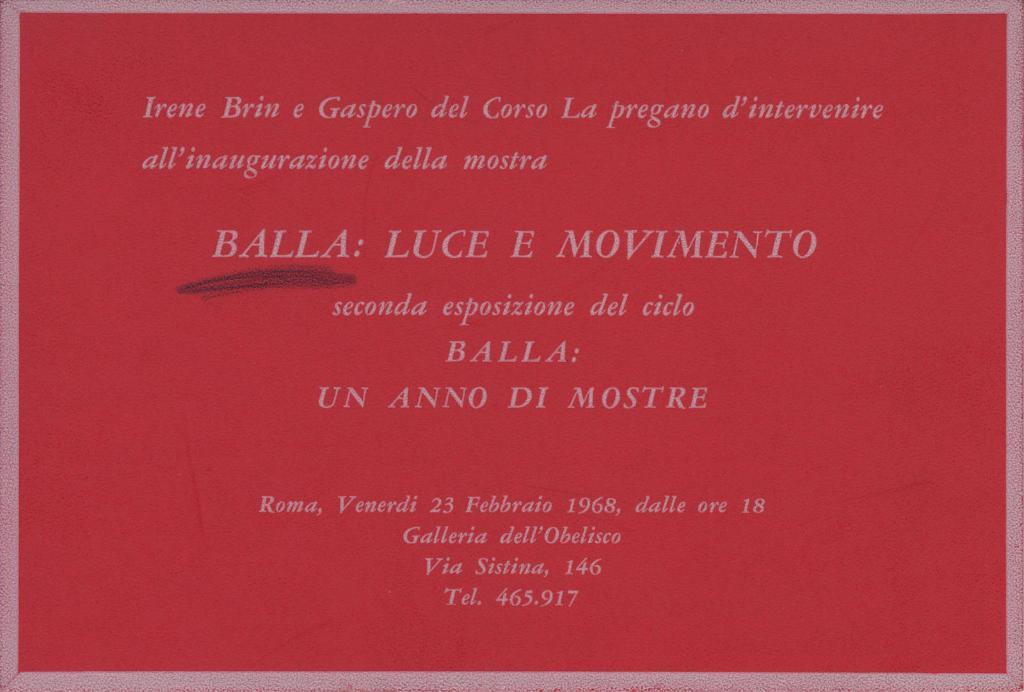 Irene Brin e Gaspero del Corso La pregano d'intervenire
all'inaugurazione della mostra
BALLA: LUCE E MOVIMENTO
seconda esposizione del ciclo
BALLA:
UN ANNO DI MOSTRE
Roma, Venerdi 23 Febbraio 1968, dalle ore 18
Galleria dell'Obelisco
Via Sistina, 146
Tel. 465.917